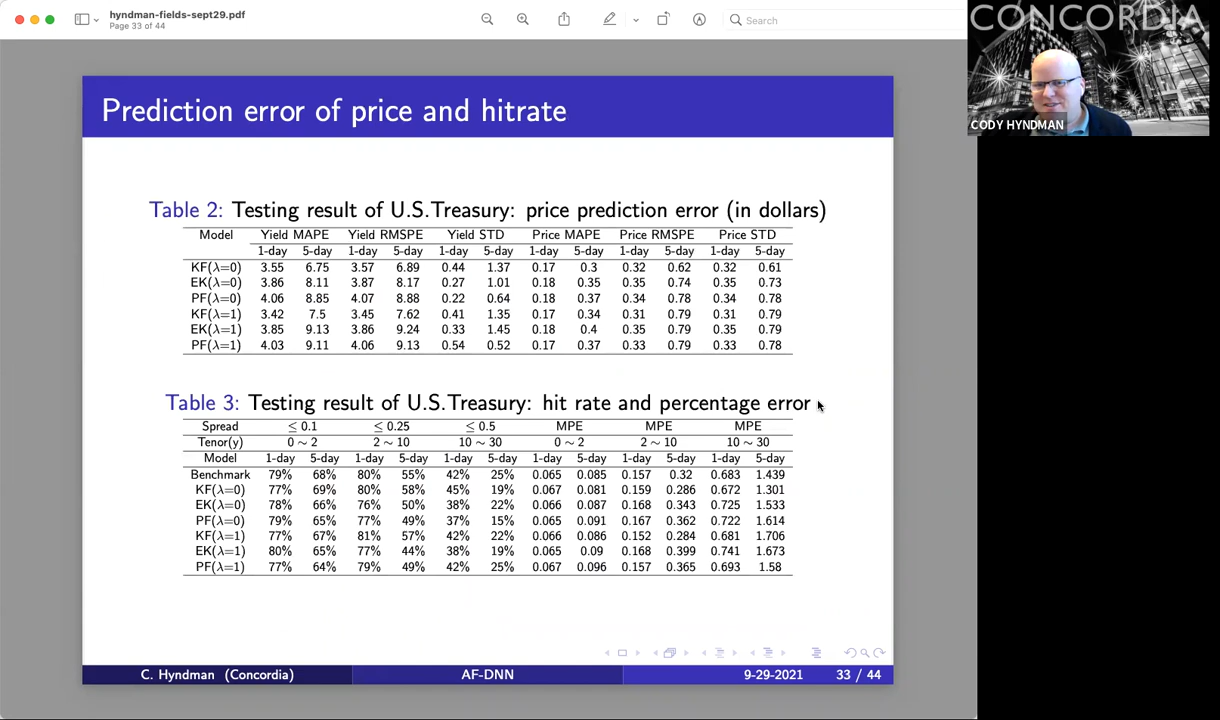 hyndman-fields-sept29.pdf
Page 33 of 44
Search
CONCORDIA
CODY HYNDMAN
Prediction error of price and hitrate
Table 2: Testing result of U.S.Treasury: price prediction error (in dollars)
Model Yield MAPE Yield RMSPE Yield STD Price MAPE Price RMSPE Price STD
1-day 5-day 1-day 5-day 1-day 5-day 1-day 5-day 1-day 5-day 1-day 5-day
KF(λ=0) 3.55 6.75 3.57 6.89 0.44 1.37 0.17 0.3 0.32 0.62 0.32 0.61
EK(λ=0) 3.86 8.11 3.87 8.17 0.27 1.01 0.18 0.35 0.35 0.74 0.35 0.73
PF(λ=0) 4.06 8.85 4.07 8.88 0.22 0.64 0.18 0.37 0.34 0.78 0.34 0.78
KF(λ=1) 3.42 7.5 3.45 7.62 0.41 1.35 0.17 0.34 0.31 0.79 0.31 0.79
EK(λ=1) 3.85 9.13 3.86 9.24 0.33 1.45 0.18 0.4 0.35 0.79 0.35 0.79
PF(λ=1) 4.03 9.11 4.06 9.13 0.54 0.52 0.17 0.37 0.33 0.79 0.33 0.78
Table 3: Testing result of U.S.Treasury: hit rate and percentage error
Spread ≤ 0.1 ≤ 0.25 ≤ 0.5 MPE MPE MPE
Tenor(y) 0 ∼ 2 2 ∼ 10 10 ∼ 30 0 ∼ 2 2 ∼ 10 10 ∼ 30
Model 1-day 5-day 1-day 5-day 1-day 5-day 1-day 5-day 1-day 5-day 1-day 5-day
Benchmark 79% 68% 80% 55% 42% 25% 0.065 0.085 0.157 0.32 0.683 1.439
KF(λ=0) 77% 69% 80% 58% 45% 19% 0.067 0.081 0.159 0.286 0.672 1.301
EK(λ=0) 78% 66% 76% 50% 38% 22% 0.066 0.087 0.168 0.343 0.725 1.533
PF(λ=0) 79% 65% 77% 49% 37% 15% 0.065 0.091 0.167 0.362 0.722 1.614
KF(λ=1) 77% 67% 81% 57% 42% 22% 0.066 0.086 0.152 0.284 0.681 1.706
EK(λ=1) 80% 65% 77% 44% 38% 19% 0.065 0.09 0.168 0.399 0.741 1.673
PF(λ=1) 77% 64% 79% 49% 42% 25% 0.067 0.096 0.157 0.365 0.693 1.58
C. Hyndman (Concordia) AF-DNN 9-29-2021 33 / 44